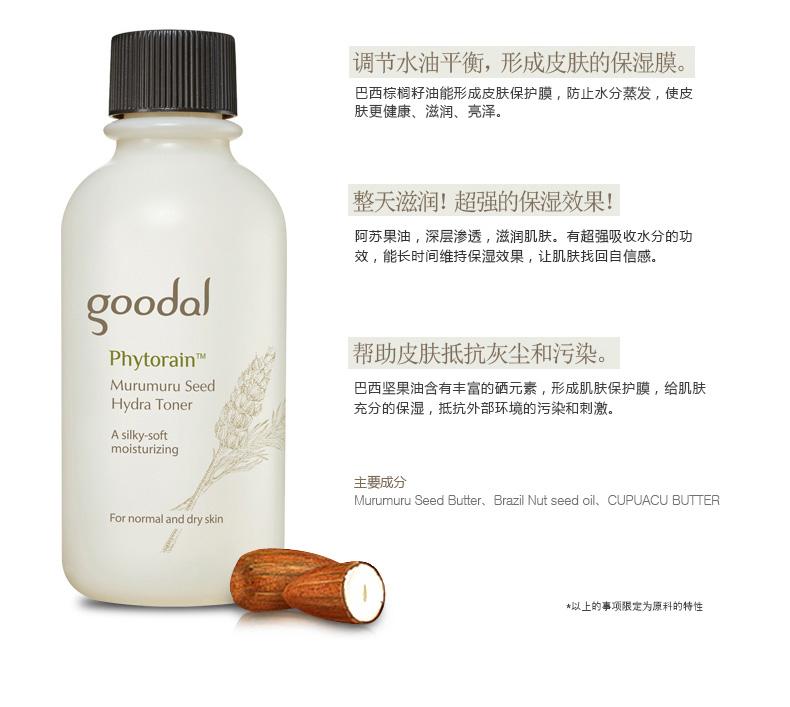 goodal
Phytorain™
Murumuru Seed
Hydra Toner
A silky-soft
moisturizing
For normal and dry skin
调节水油平衡，形成皮肤的保湿膜。
巴西棕榈籽油能形成皮肤保护膜，防止水分蒸发，使皮
肤更健康、滋润、亮泽。
整天滋润！超强的保湿效果！
阿苏果油，深层渗透，滋润肌肤。有超强吸收水分的功
效，能长时间维持保湿效果，让肌肤找回自信感。
帮助皮肤抵抗灰尘和污染。
巴西坚果油含有丰富的硒元素，形成肌肤保护膜，给肌肤
充分的保湿，抵抗外部环境的污染和刺激。
主要成分
Murumuru Seed Butter、Brazil Nut seed oil、CUPUACU BUTTER
*以上的事项限定为原料的特性